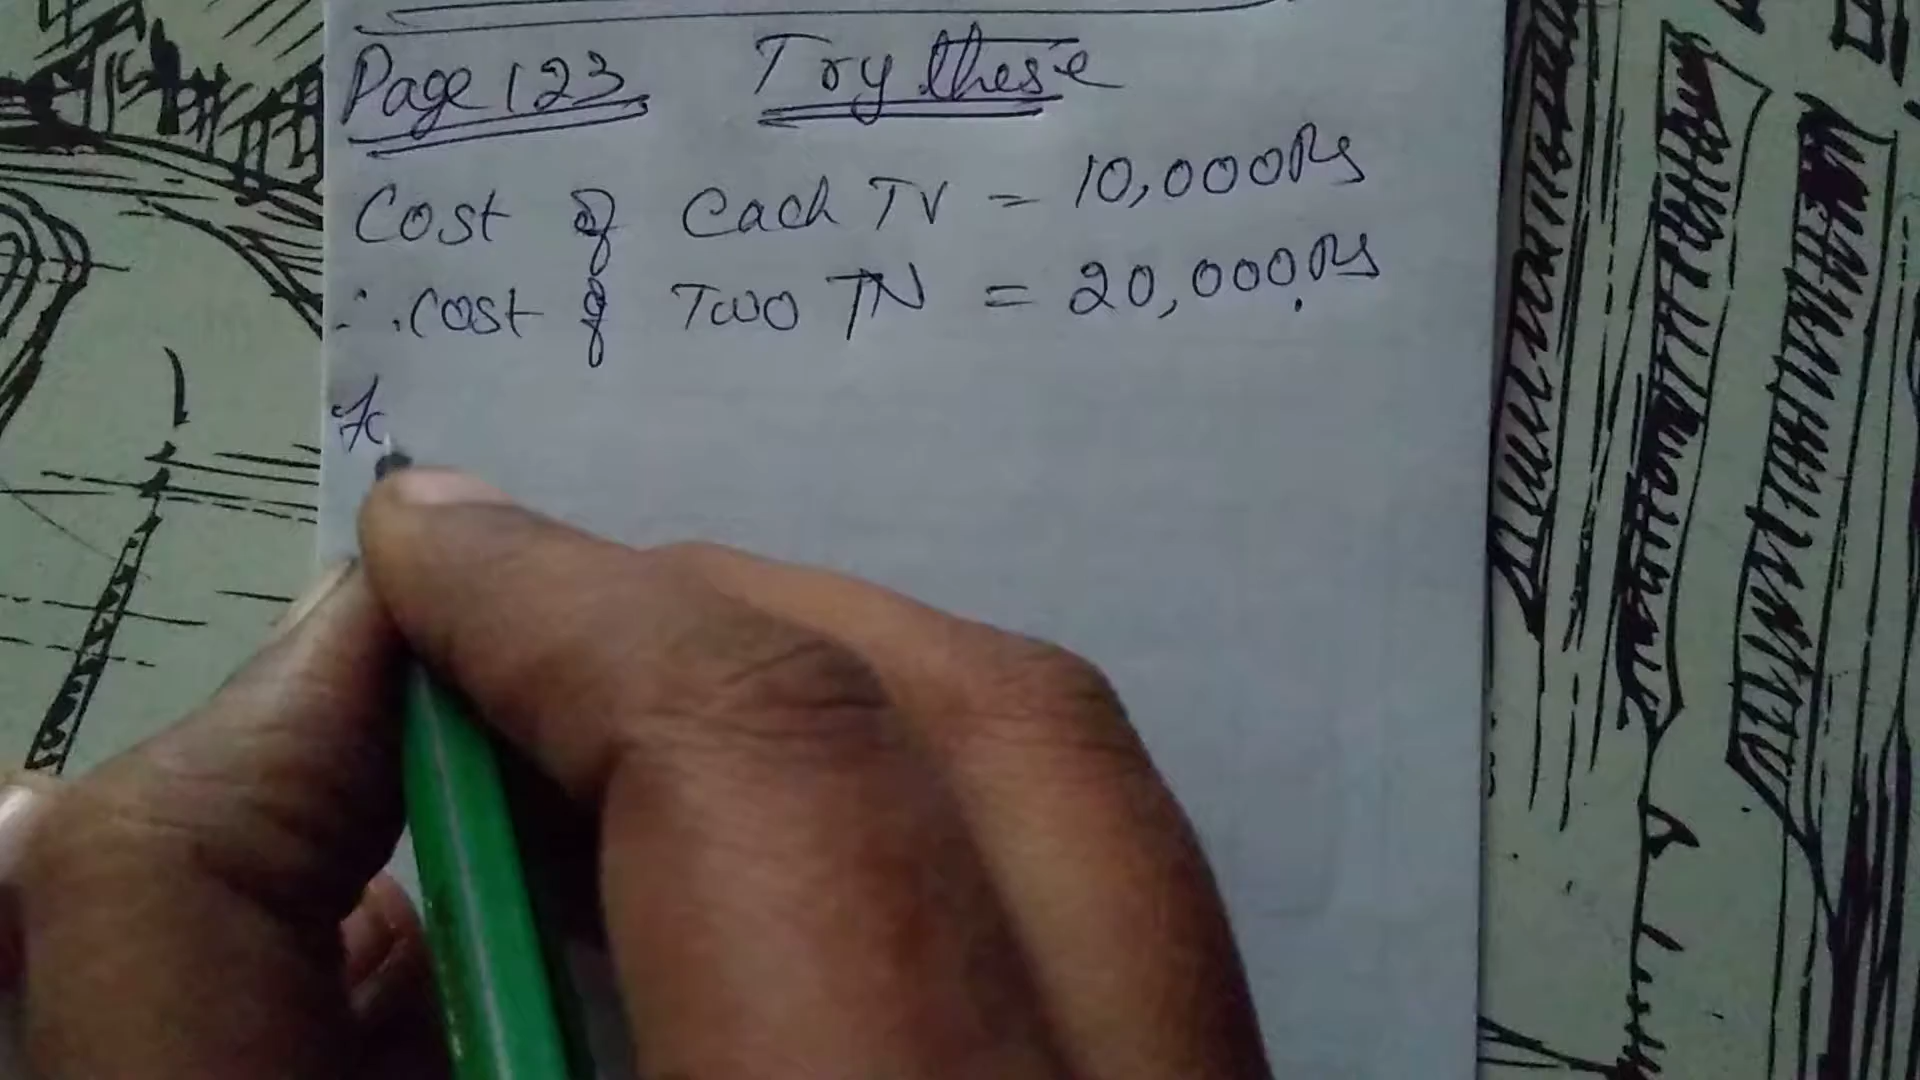 Page 123 Try these
Cost of each TV = 10,000Rs
∴ cost of Two TV = 20,000Rs